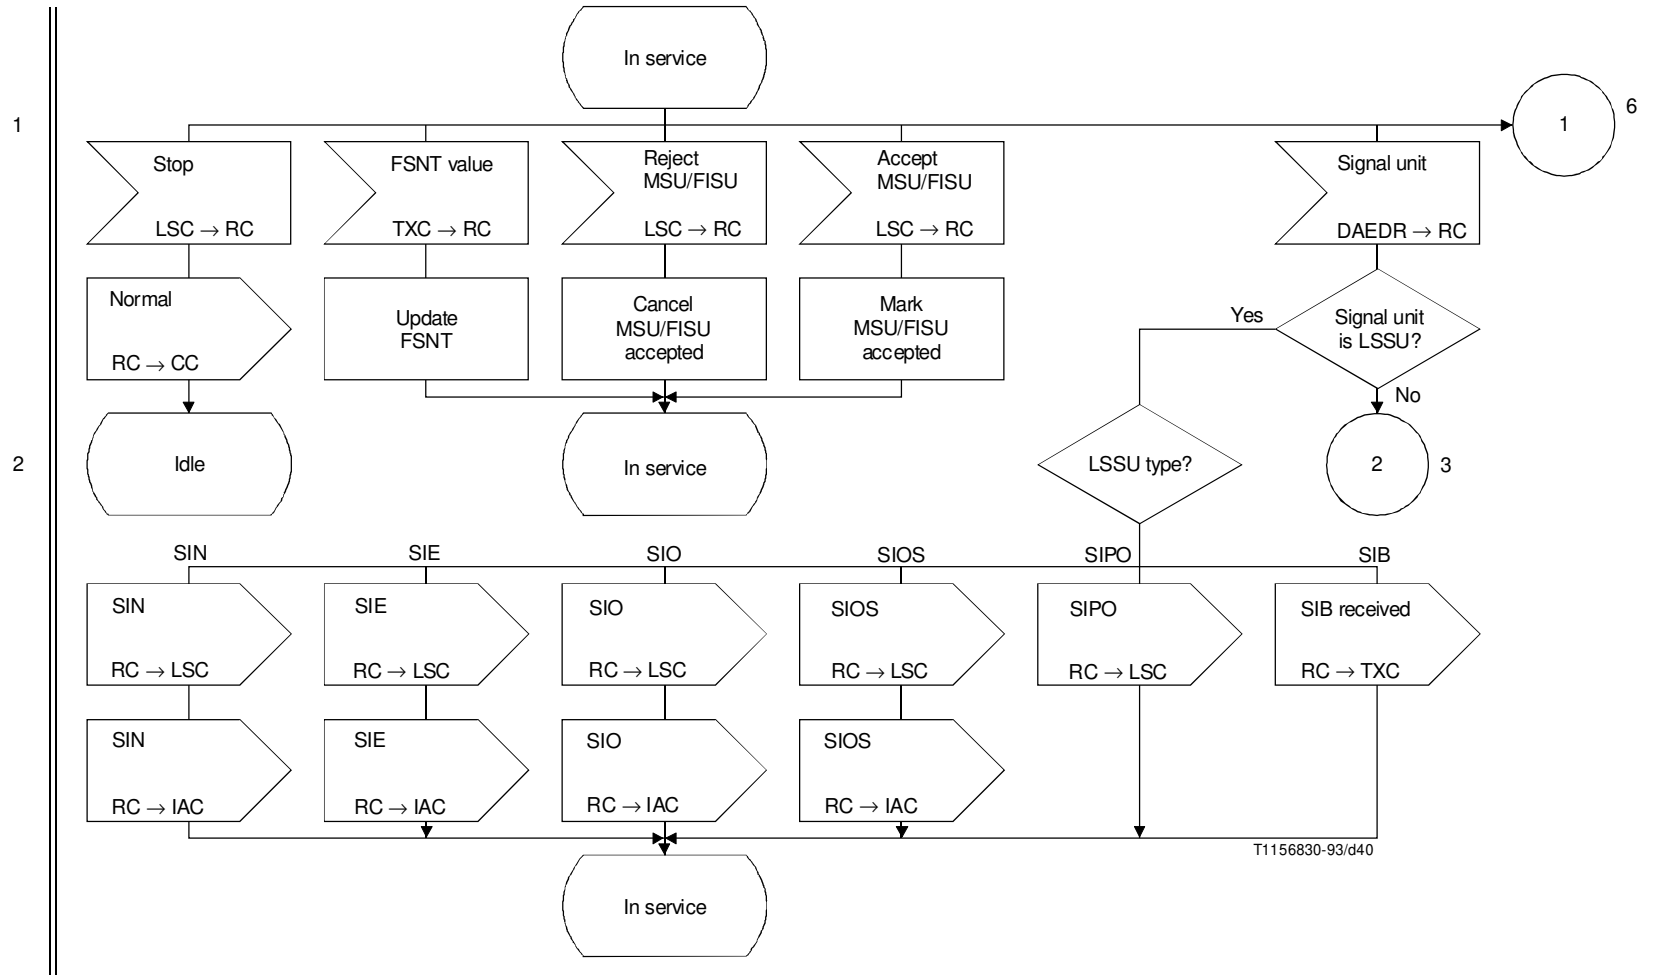 In service
1
6
1
Stop
LSC → RC
FSNT value
TXC → RC
Reject
MSU/FISU
LSC → RC
Accept
MSU/FISU
LSC → RC
Signal unit
DAEDR → RC
Normal
RC → CC
Update
FSNT
Cancel
MSU/FISU
accepted
Mark
MSU/FISU
accepted
Yes
Signal unit
is LSSU?
No
2
Idle
In service
LSSU type?
2
3
SIN
SIE
SIO
SIOS
SIPO
SIB
SIN
RC → LSC
SIE
RC → LSC
SIO
RC → LSC
SIOS
RC → LSC
SIPO
RC → LSC
SIB received
RC → TXC
SIN
RC → IAC
SIE
RC → IAC
SIO
RC → IAC
SIOS
RC → IAC
T1156830-93/d40
In service